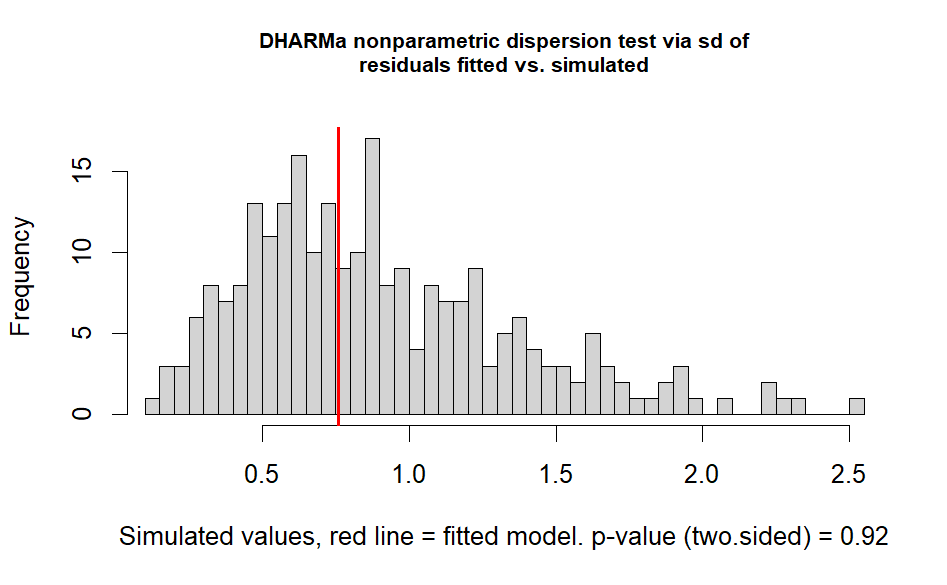 DHARMa nonparametric dispersion test via sd of
residuals fitted vs. simulated
Frequency
15
10
5
0
0.5 1.0 1.5 2.0 2.5
Simulated values, red line = fitted model. p-value (two.sided) = 0.92